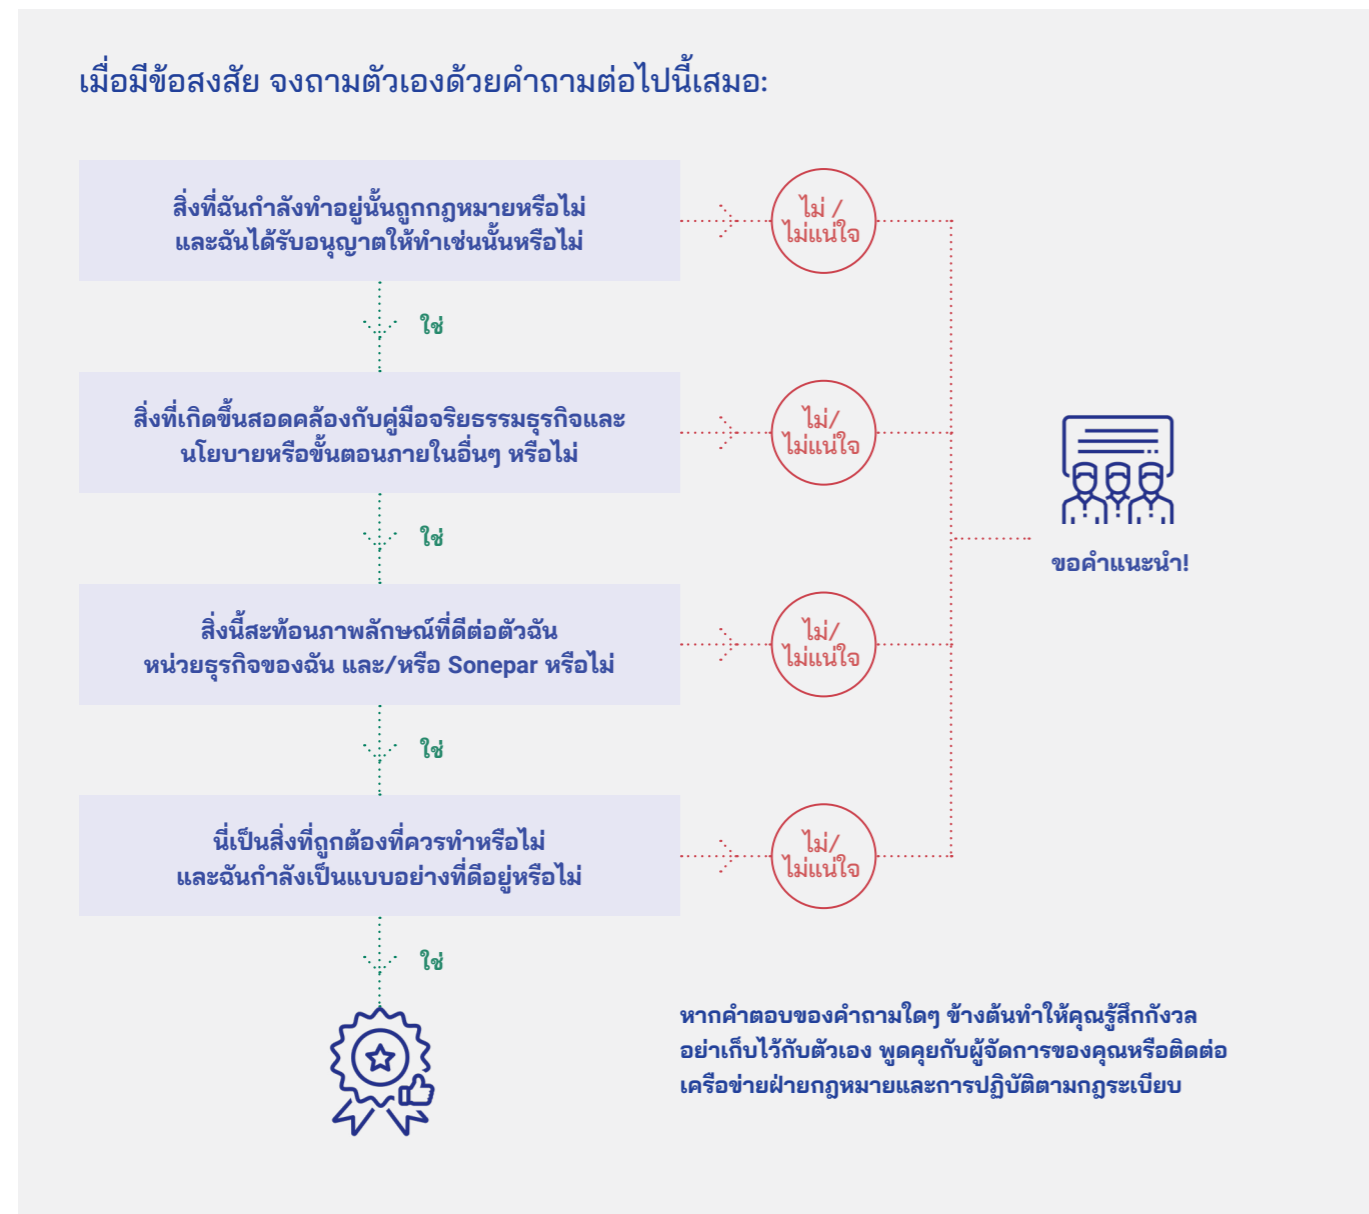 เมื่อมีข้อสงสัย จงถามตัวเองด้วยคำถามต่อไปนี้เสมอ:
สิ่งที่ฉันกำลังทำอยู่นั้นถูกกฎหมายหรือไม่
และฉันได้รับอนุญาตให้ทำเช่นนั้นหรือไม่
ไม่ /
ไม่แน่ใจ
ใช่
สิ่งที่เกิดขึ้นสอดคล้องกับคู่มือจริยธรรมธุรกิจและ
นโยบายหรือขั้นตอนภายในอื่นๆ หรือไม่
ไม่/
ไม่แน่ใจ
ใช่
ขอคำแนะนำ!
สิ่งนี้สะท้อนภาพลักษณ์ที่ดีต่อตัวฉัน
หน่วยธุรกิจของฉัน และ/หรือ Sonepar หรือไม่
ไม่/
ไม่แน่ใจ
ใช่
นี่เป็นสิ่งที่ถูกต้องที่ควรทำหรือไม่
และฉันกำลังเป็นแบบอย่างที่ดีอยู่หรือไม่
ไม่/
ไม่แน่ใจ
ใช่
หากคำตอบของคำถามใดๆ ข้างต้นทำให้คุณรู้สึกกังวล
อย่าเก็บไว้กับตัวเอง พูดคุยกับผู้จัดการของคุณหรือติดต่อ
เครือข่ายฝ่ายกฎหมายและการปฏิบัติตามกฎระเบียบ